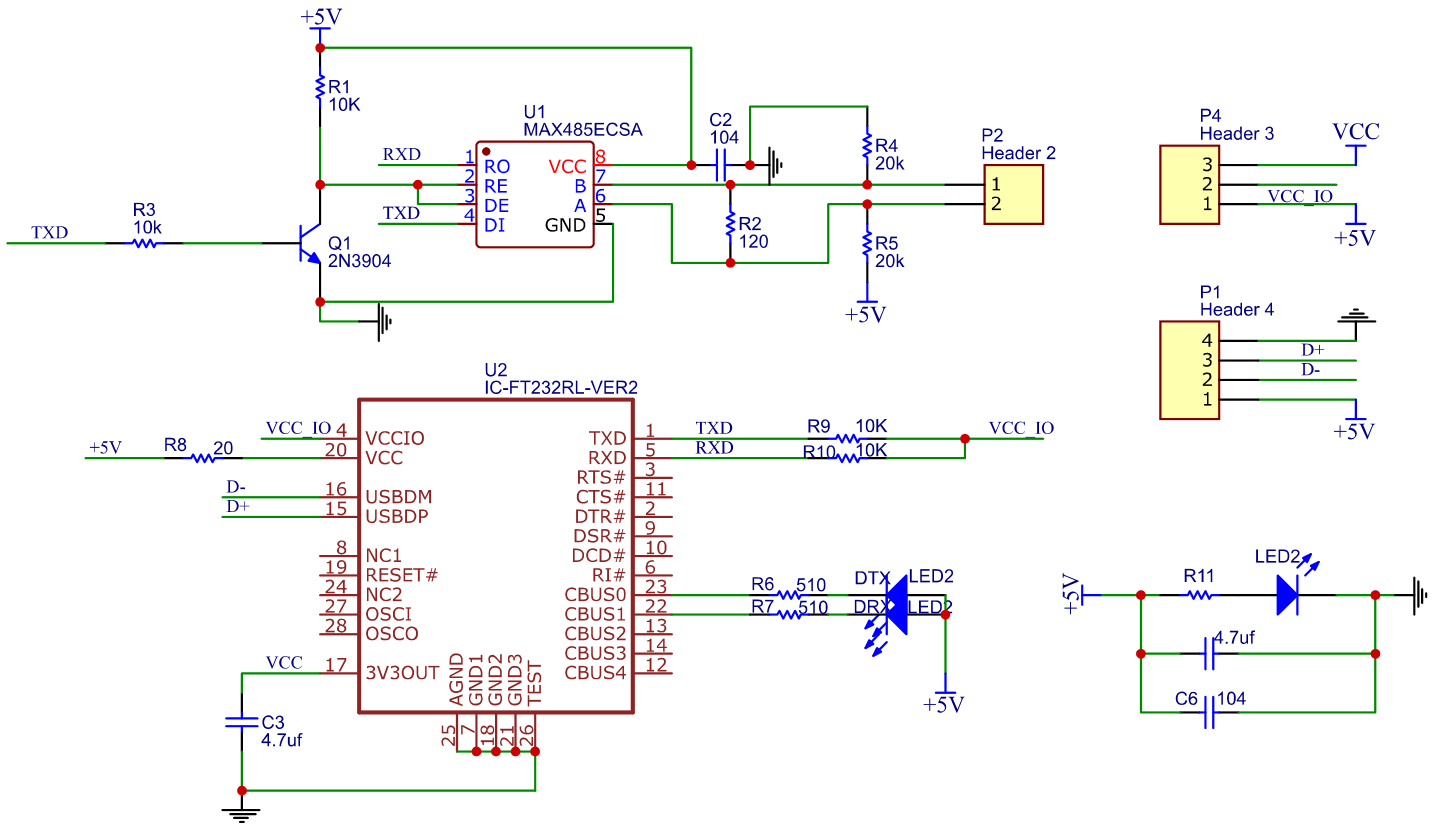 +5V
R1
10K
U1
MAX485ECSA
RXD
1
RO
VCC
8
2
RE
B
7
3
DE
A
6
TXD
4
DI
GND
5
TXD
R3
10k
Q1
2N3904
C2
104
R4
20k
R2
120
R5
20k
+5V
P2
Header 2
1
2
P4
Header 3
3
2
1
VCC
VCC_IO
+5V
P1
Header 4
4
3
2
1
D+
D-
+5V
U2
IC-FT232RL-VER2
VCC_IO
4
VCCIO
+5V
R8
20
20
VCC
D-
16
USBDM
D+
15
USBDP
8
NC1
19
RESET#
24
NC2
27
OSCI
28
OSCO
VCC
17
3V3OUT
C3
4.7uf
AGND
GND1
GND2
GND3
TEST
25
7
18
21
26
TXD
1
TXD
R9
10K
VCC_IO
RXD
5
RXD
R10
10K
RTS#
3
CTS#
11
DTR#
2
DSR#
9
DCD#
10
RI#
6
CBUS0
23
R6
510
DTX
LED2
CBUS1
22
R7
510
DRX
LED2
CBUS2
13
CBUS3
14
CBUS4
12
+5V
+5V
R11
LED2
4.7uf
C6
104